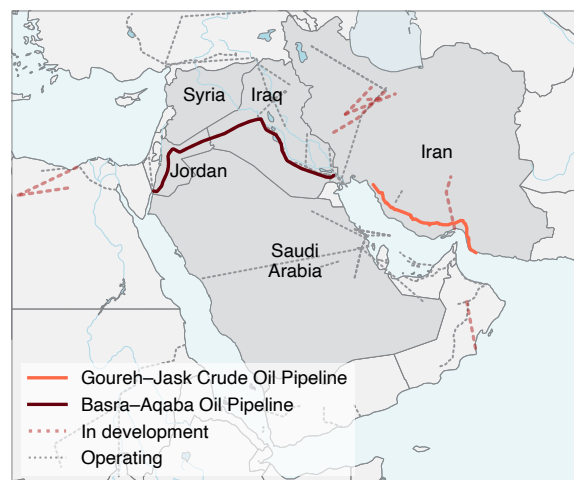 Syria
Iraq
Iran
Jordan
Saudi
Arabia
Goureh–Jask Crude Oil Pipeline
Basra–Aqaba Oil Pipeline
In development
Operating